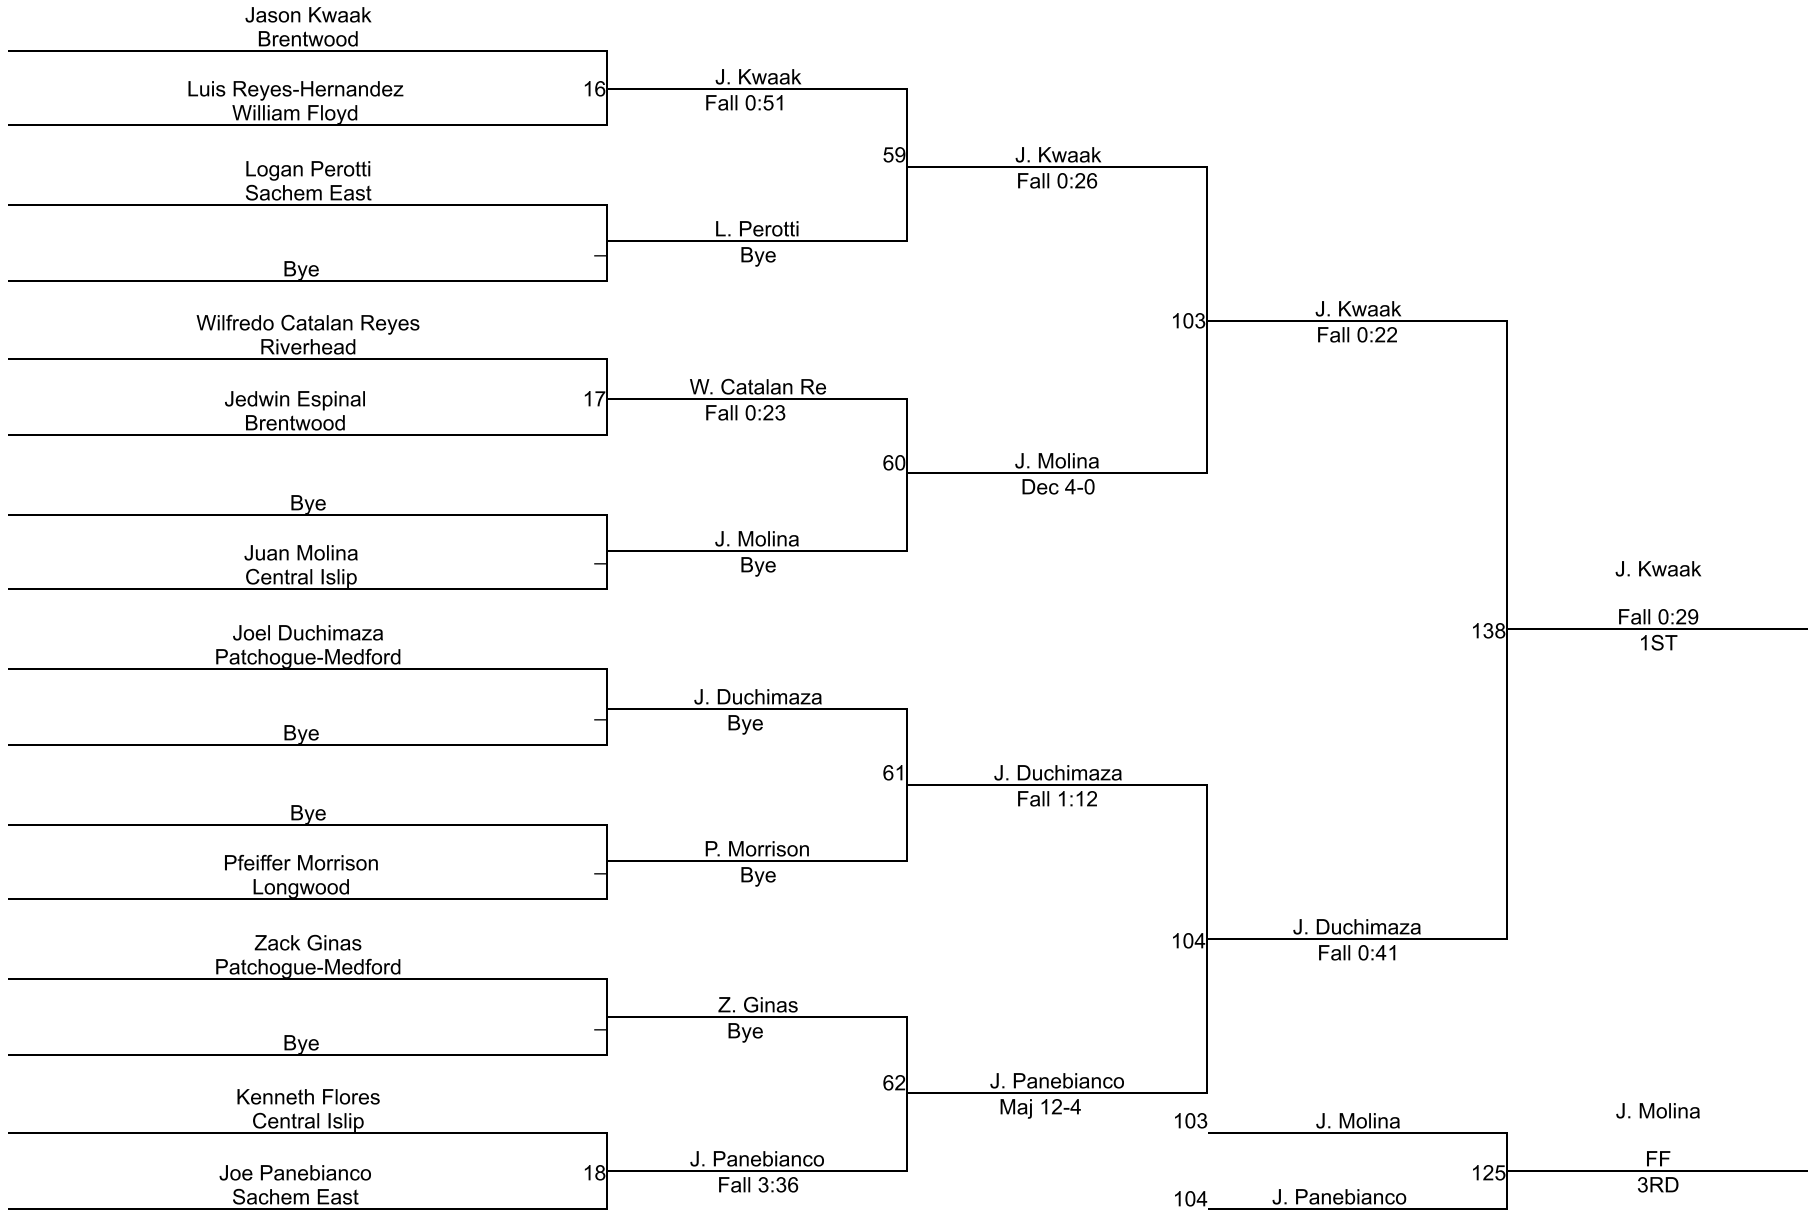 Jason Kwaak
Brentwood
Luis Reyes-Hernandez
William Floyd
16
J. Kwaak
Fall 0:51
Logan Perotti
Sachem East
Bye
L. Perotti
Bye
59
J. Kwaak
Fall 0:26
Wilfredo Catalan Reyes
Riverhead
Jedwin Espinal
Brentwood
17
W. Catalan Re
Fall 0:23
Bye
Juan Molina
Central Islip
J. Molina
Bye
60
J. Molina
Dec 4-0
103
J. Kwaak
Fall 0:22
Joel Duchimaza
Patchogue-Medford
Bye
J. Duchimaza
Bye
Bye
Pfeiffer Morrison
Longwood
P. Morrison
Bye
61
J. Duchimaza
Fall 1:12
Zack Ginas
Patchogue-Medford
Bye
Z. Ginas
Bye
Kenneth Flores
Central Islip
Joe Panebianco
Sachem East
18
J. Panebianco
Fall 3:36
62
J. Panebianco
Maj 12-4
104
J. Duchimaza
Fall 0:41
138
J. Kwaak
Fall 0:29
1ST
103
J. Molina
104
J. Panebianco
125
J. Molina
FF
3RD